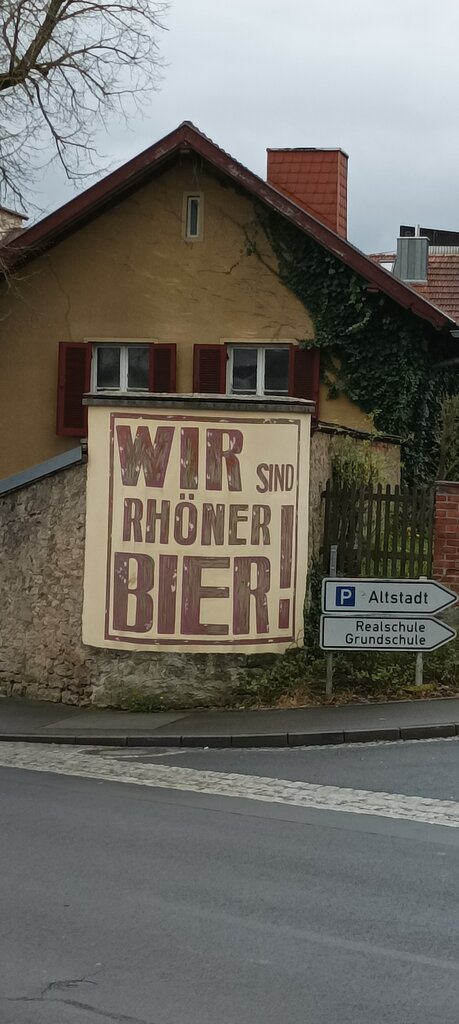 WIR SIND
RHÖNER
BIER!
P Altstadt
Realschule
Grundschule